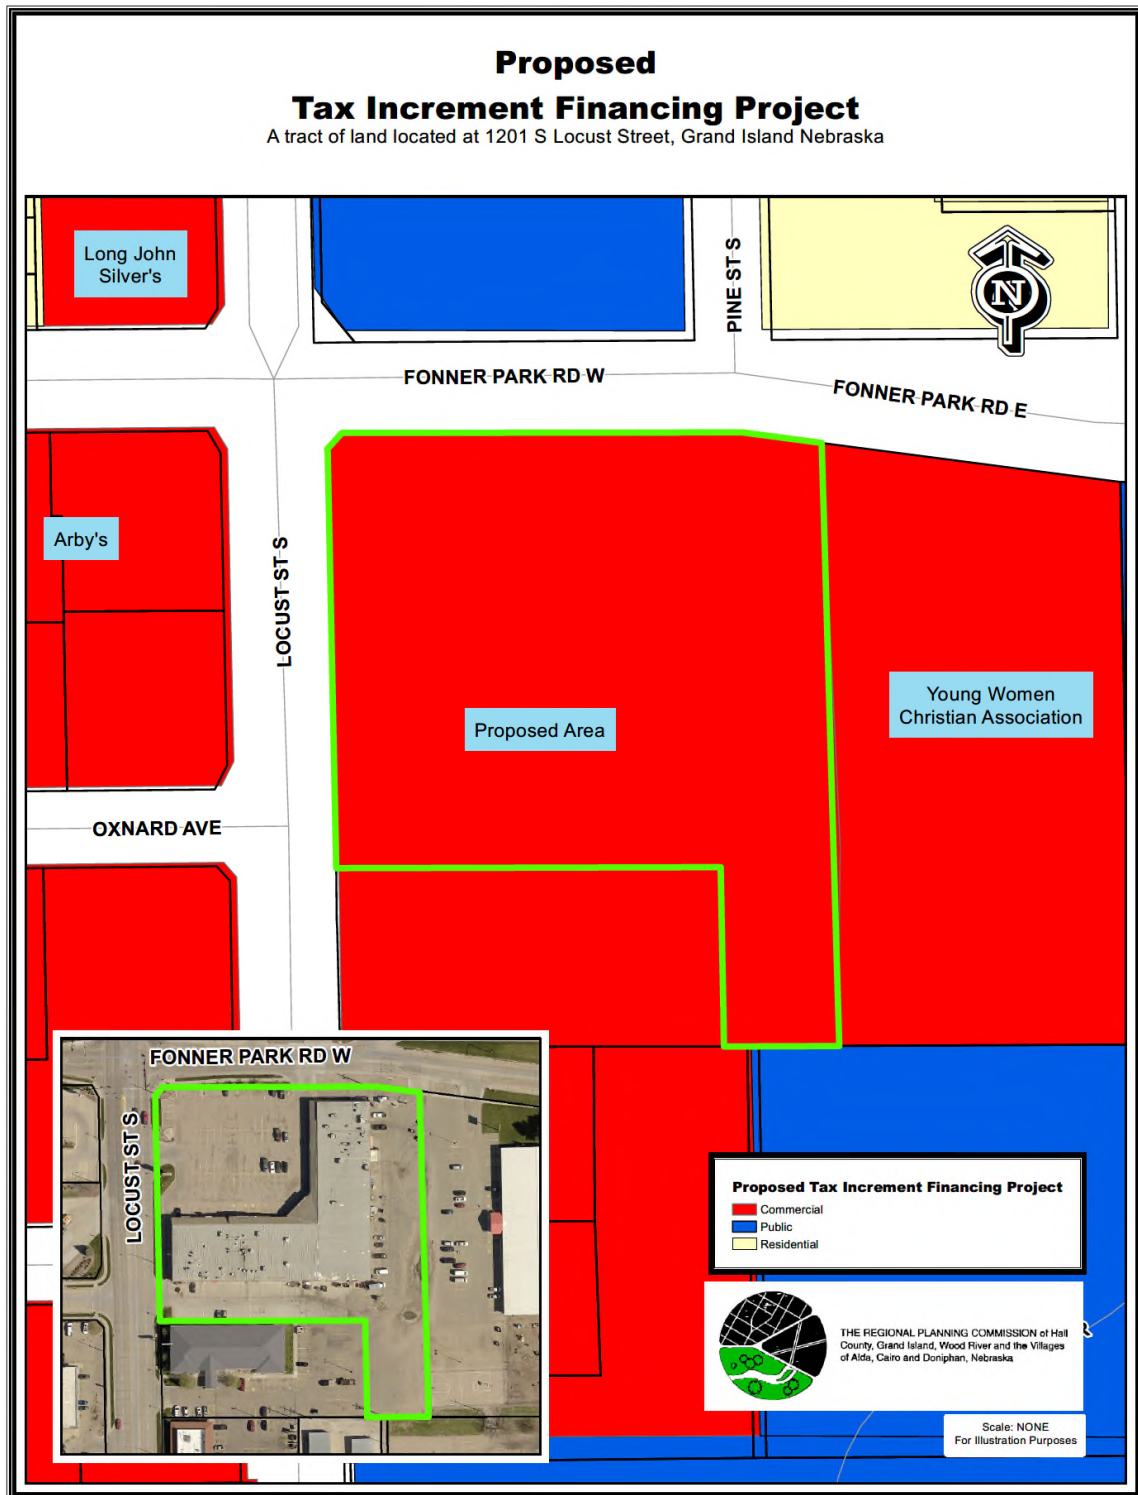 Proposed
Tax Increment Financing Project
A tract of land located at 1201 S Locust Street, Grand Island Nebraska
Long John
Silver's
PINE ST S
N
FONNER PARK RD W
FONNER PARK RD E
Arby's
LOCUST ST S
Young Women
Christian Association
Proposed Area
OXNARD AVE
FONNER PARK RD W
LOCUST ST S
Proposed Tax Increment Financing Project
Commercial
Public
Residential
THE REGIONAL PLANNING COMMISSION of Hall
County, Grand Island, Wood River and the Villages
of Alda, Cairo and Doniphan, Nebraska
Scale: NONE
For Illustration Purposes